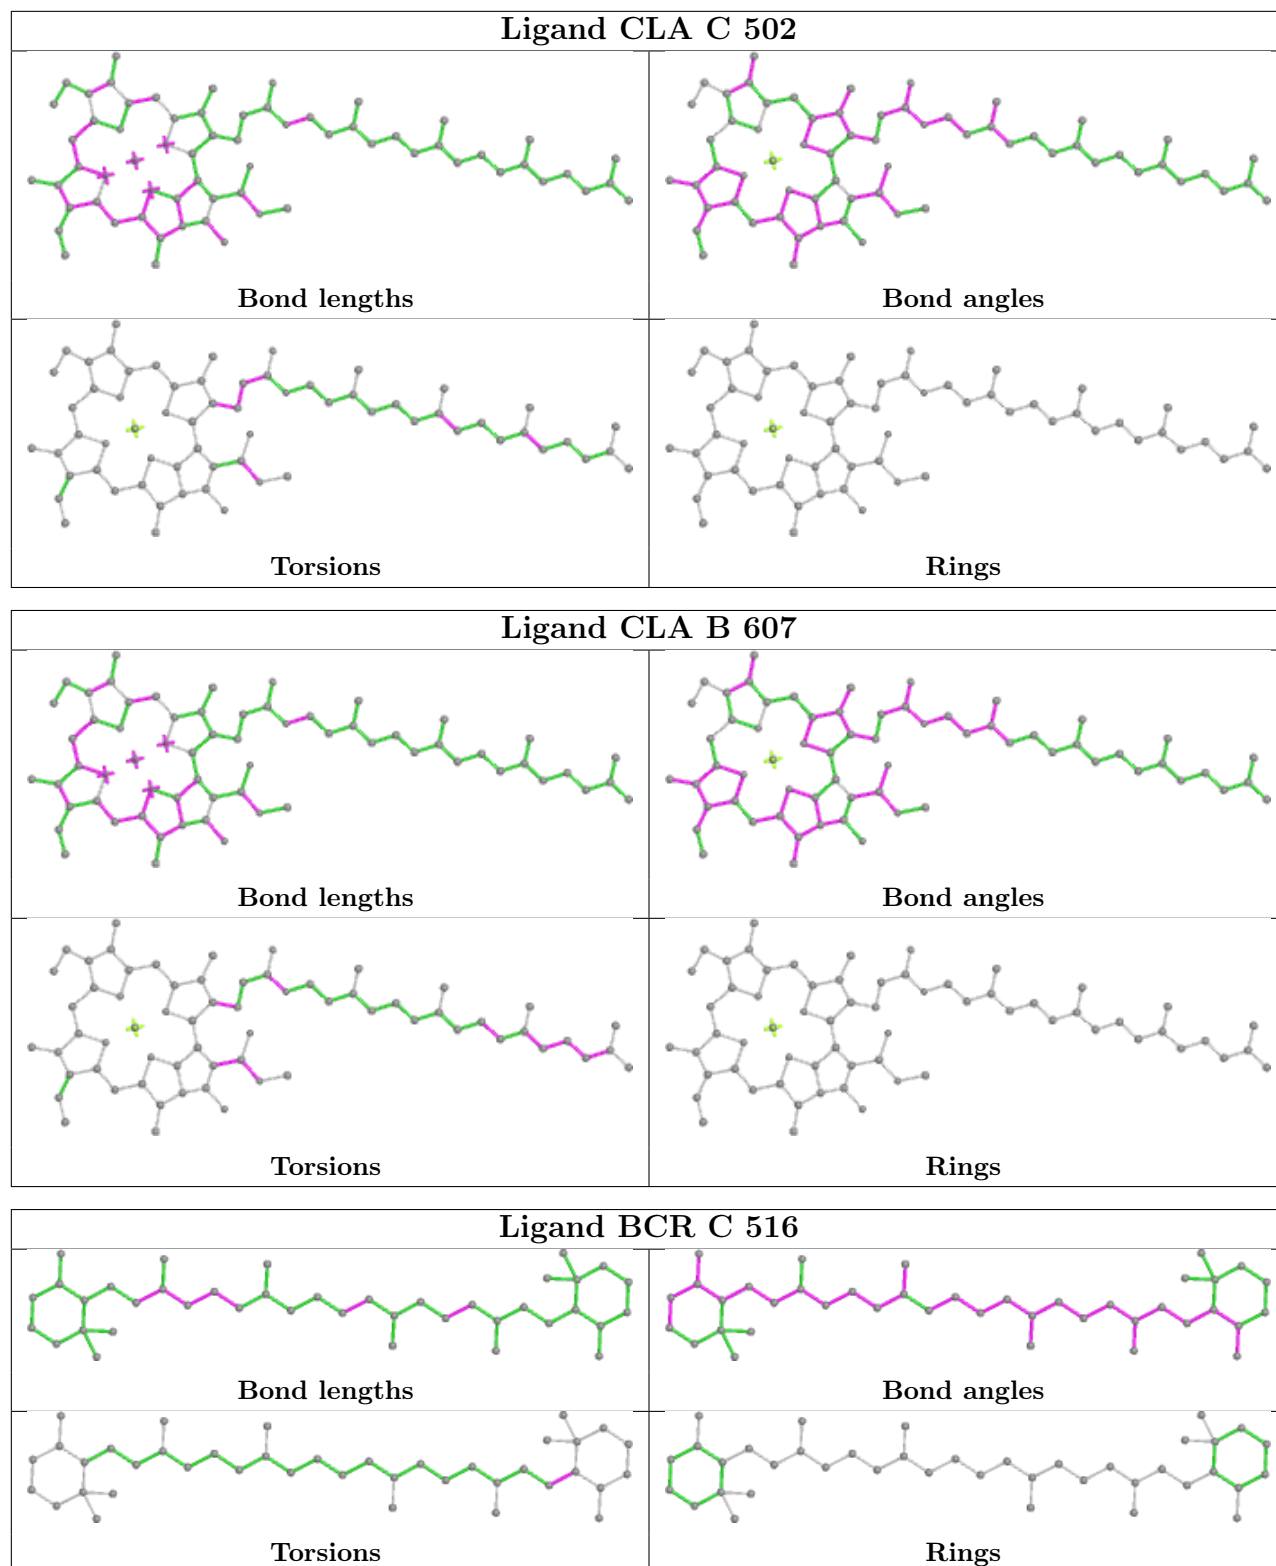 Ligand CLA C 502
Bond lengths
Bond angles
Torsions
Rings
Ligand CLA B 607
Bond lengths
Bond angles
Torsions
Rings
Ligand BCR C 516
Bond lengths
Bond angles
Torsions
Rings